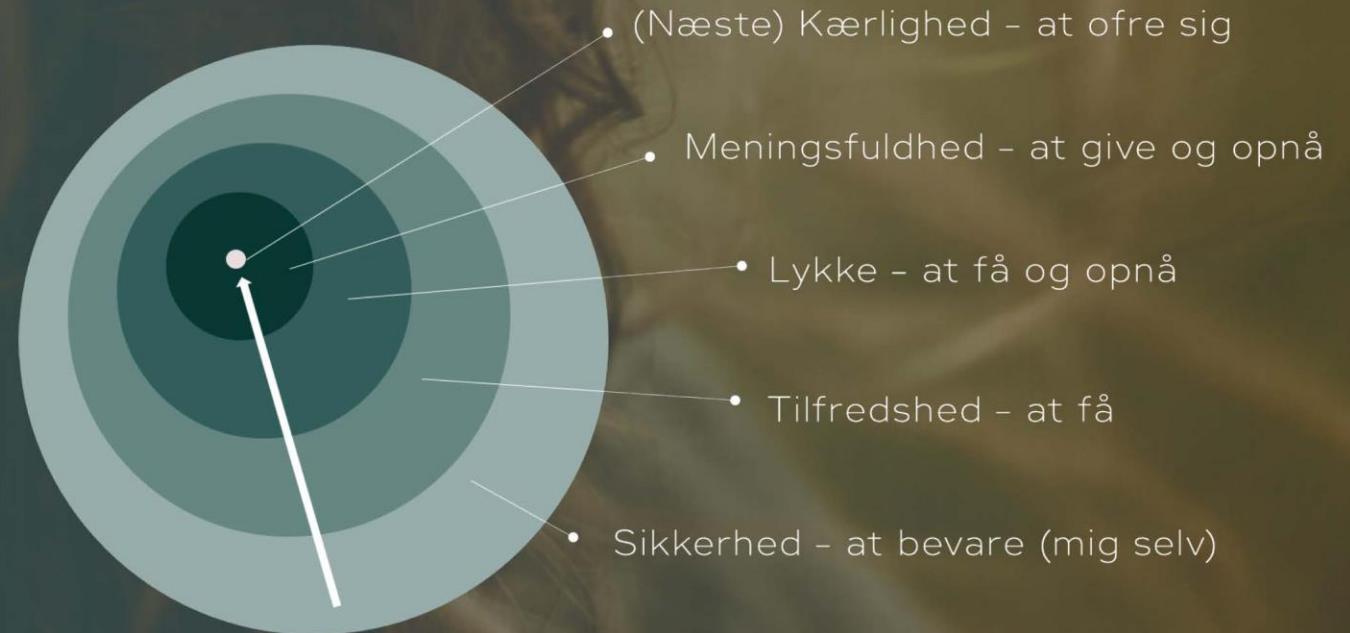 (Næste) Kærlighed – at ofre sig
Meningsfuldhed – at give og opnå
Lykke – at få og opnå
Tilfredshed – at få
Sikkerhed – at bevare (mig selv)